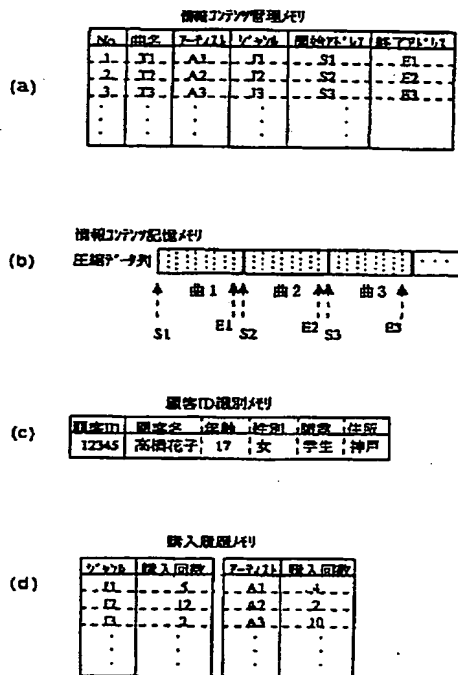 情報コンテンツ管理メモリ
No. 曲名 アーティスト ジャンル 開始アドレス 終了アドレス
1 T1 A1 J1 S1 E1
(a) 2 T2 A2 J2 S2 E2
3 T3 A3 J3 S3 E3
情報コンテンツ記憶メモリ
(b) 圧縮データ列 ...
曲1 曲2 曲3
S1 E1 S2 E2 S3 E3
顧客ID識別メモリ
(c) 顧客ID 顧客名 年齢 性別 職業 住所
12345 高橋花子 17 女 学生 神戸
購入履歴メモリ
(d) ジャンル 購入回数 アーティスト 購入回数
5 A1
12 A2 2
A3 10